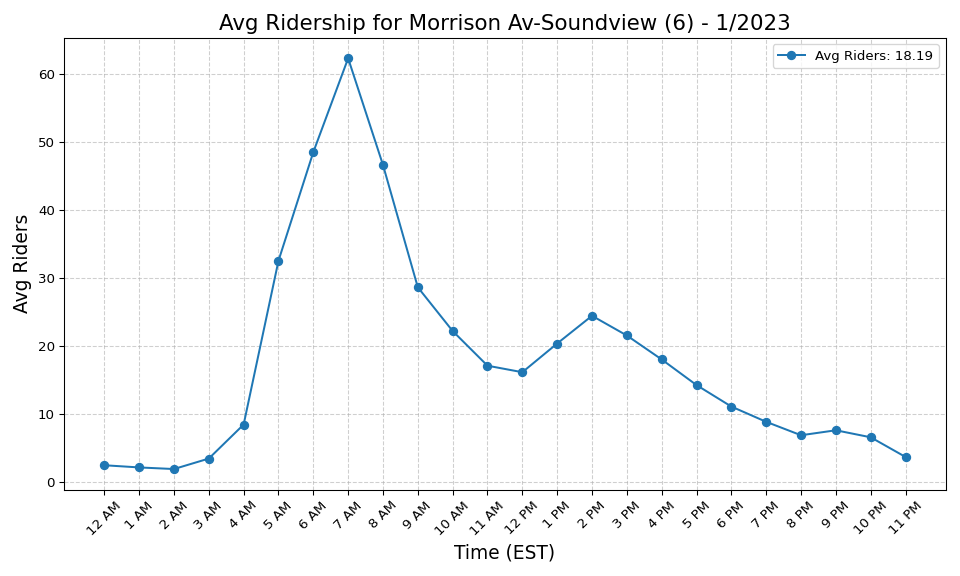 Avg Ridership for Morrison Av-Soundview (6) - 1/2023
Avg Riders: 18.19
Avg Riders
60
50
40
30
20
10
0
12 AM
1 AM
2 AM
3 AM
4 AM
5 AM
6 AM
7 AM
8 AM
9 AM
10 AM
11 AM
12 PM
1 PM
2 PM
3 PM
4 PM
5 PM
6 PM
7 PM
8 PM
9 PM
10 PM
11 PM
Time (EST)